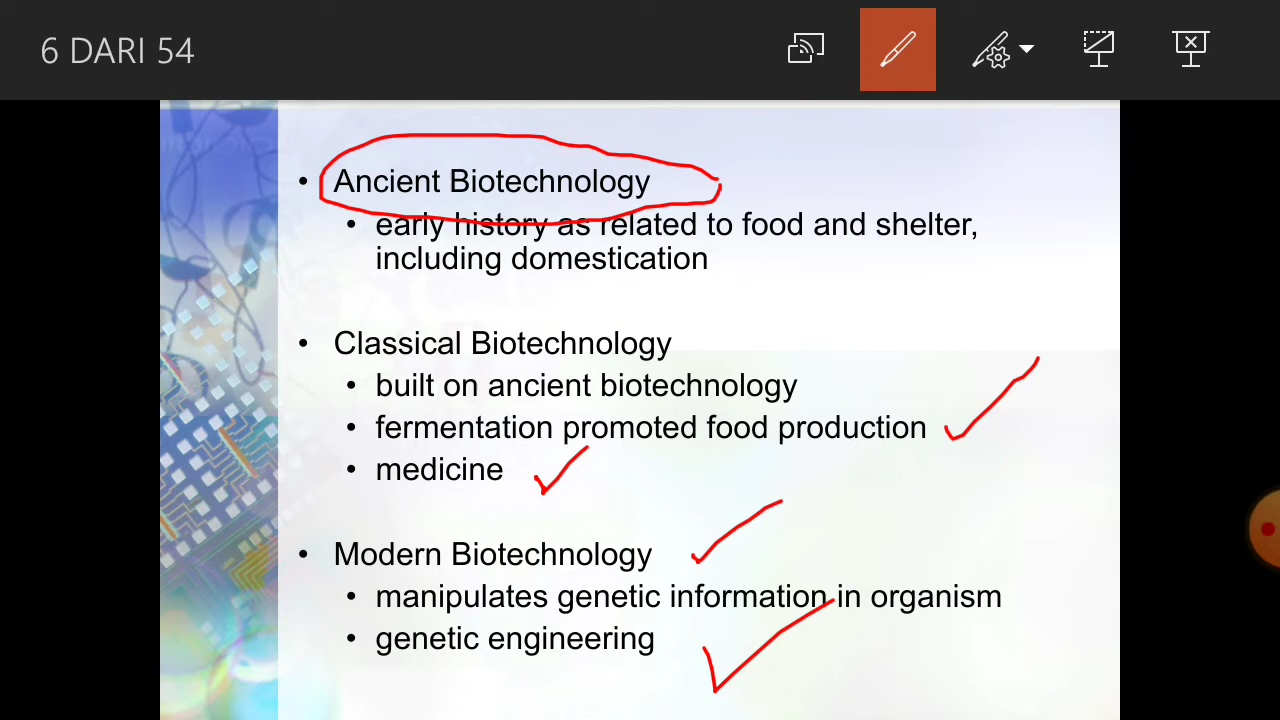 6 DARI 54
• Ancient Biotechnology
• early history as related to food and shelter,
including domestication
• Classical Biotechnology
• built on ancient biotechnology
• fermentation promoted food production
• medicine
• Modern Biotechnology
• manipulates genetic information in organism
• genetic engineering